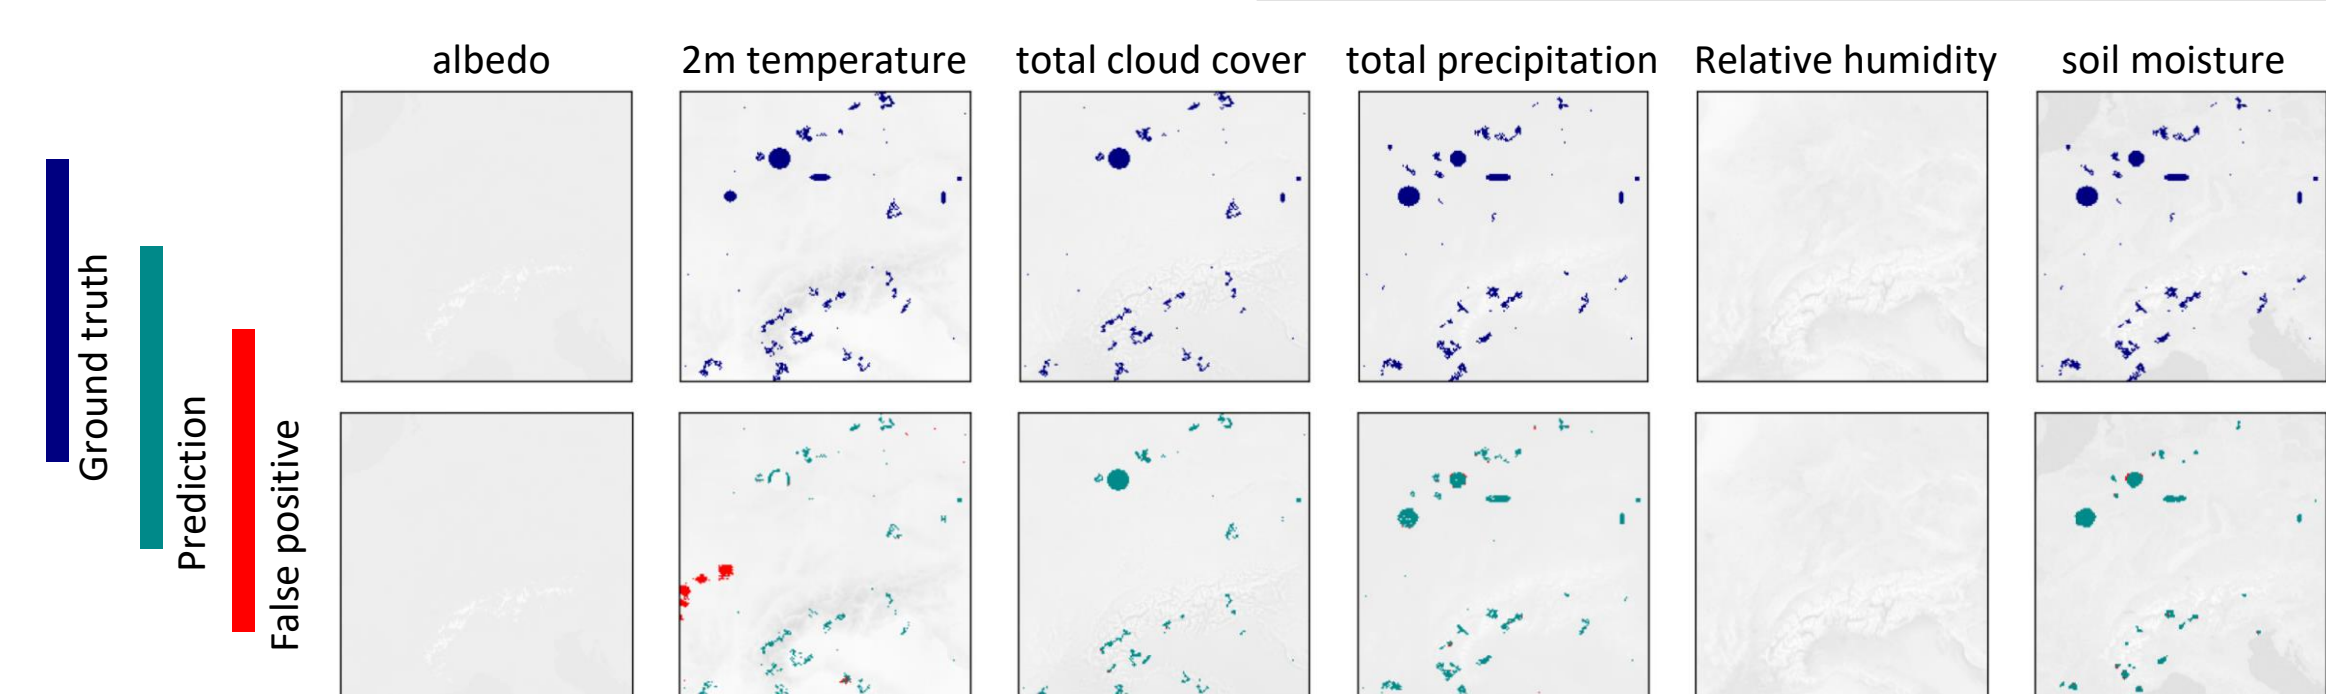 albedo
2m temperature
total cloud cover
total precipitation
Relative humidity
soil moisture
Ground truth
Prediction
False positive